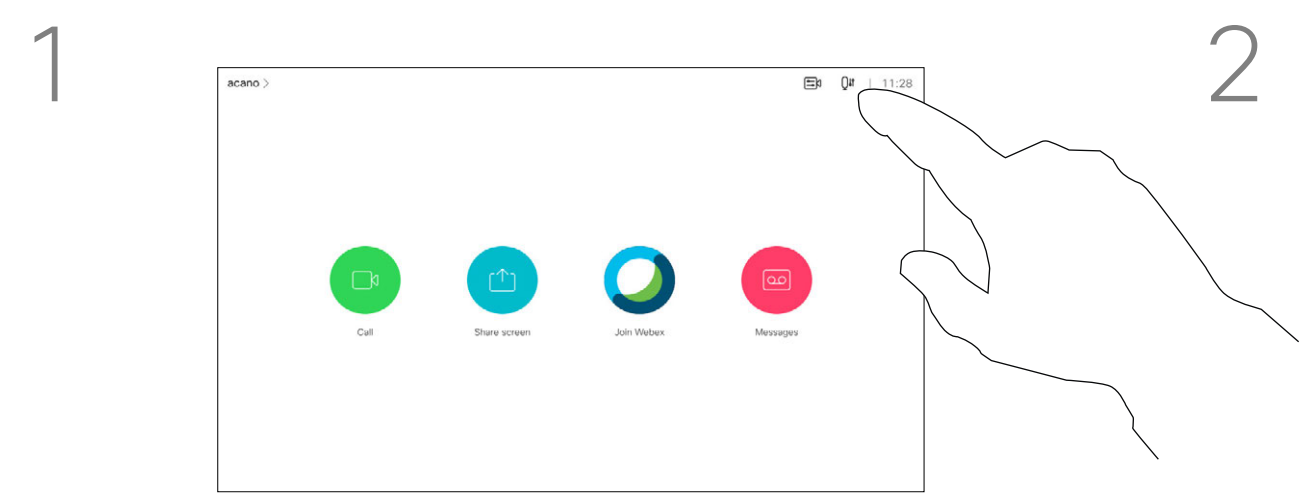 1
2
acano >
11:28
Call
Share screen
Join Webex
Messages